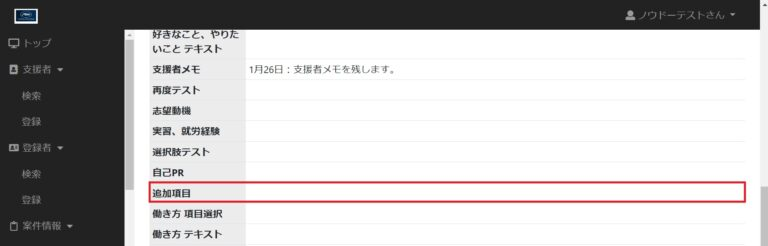 ノウドーテストさん
トップ
支援者
検索
登録
登録者
検索
登録
案件情報
好きなこと、やりた
いこと テキスト
支援者メモ 1月26日：支援者メモを残します。
再度テスト
志望動機
実習、就労経験
選択肢テスト
自己PR
追加項目
働き方 項目選択
働き方 テキスト